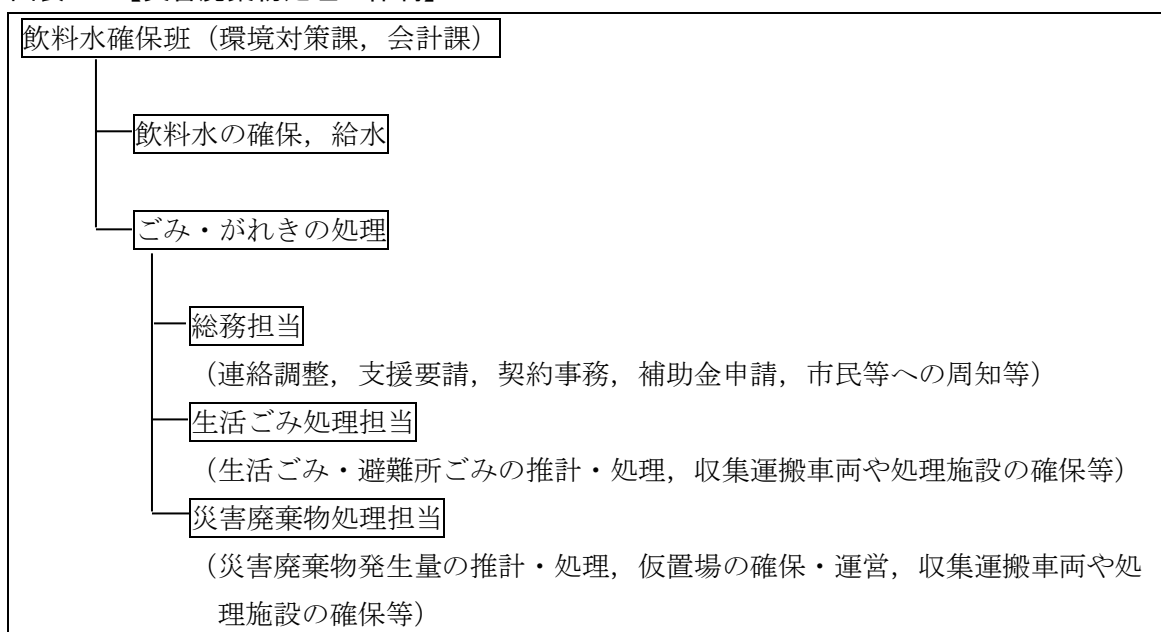 飲料水確保班（環境対策課，会計課）
飲料水の確保，給水
ごみ・がれきの処理
総務担当
（連絡調整，支援要請，契約事務，補助金申請，市民等への周知等）
生活ごみ処理担当
（生活ごみ・避難所ごみの推計・処理，収集運搬車両や処理施設の確保等）
災害廃棄物処理担当
（災害廃棄物発生量の推計・処理，仮置場の確保・運営，収集運搬車両や処
理施設の確保等）